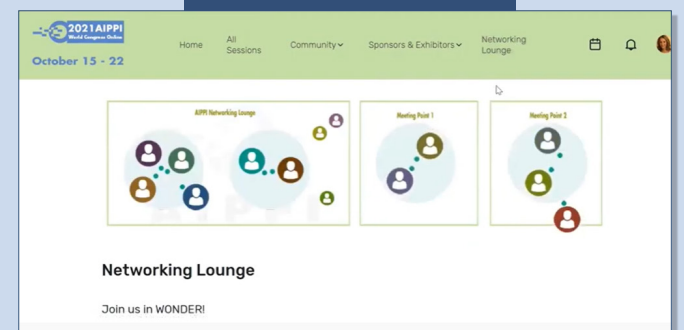 2021AIPPI
World Congress Online
October 15 - 22
Home
All
Sessions
Community
Sponsors & Exhibitors
Networking
Lounge
AIPPI Networking Lounge
Meeting Point 1
Meeting Point 2
AIPPI
Networking Lounge
Join us in WONDER!